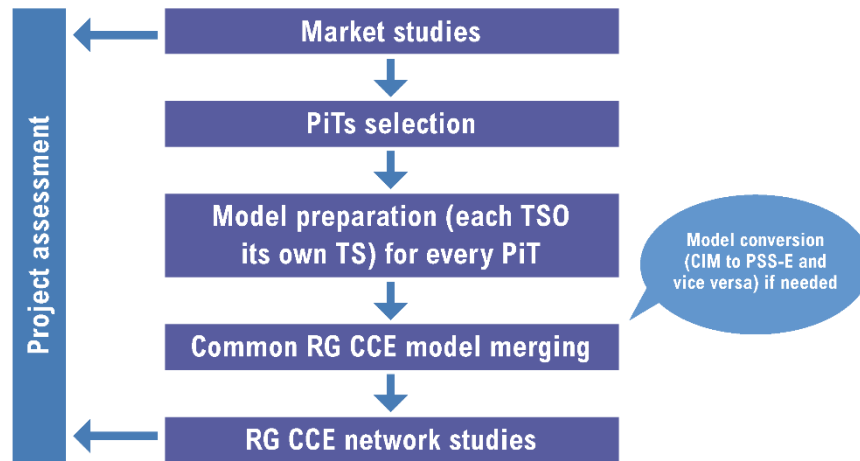 Project assessment
Market studies
PiTs selection
Model preparation (each TSO
its own TS) for every PiT
Model conversion
(CIM to PSS-E and
vice versa) if needed
Common RG CCE model merging
RG CCE network studies